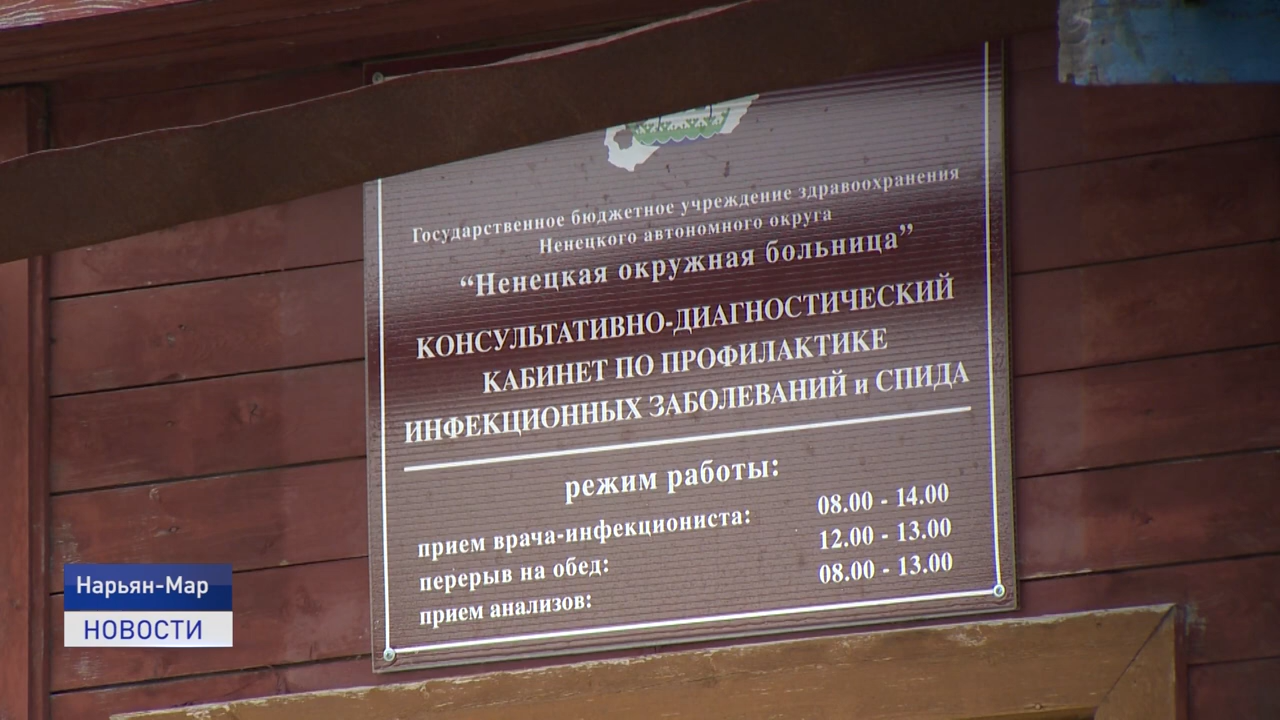 Государственное бюджетное учреждение здравоохранения
Ненецкого автономного округа
“Ненецкая окружная больница”
КОНСУЛЬТАТИВНО-ДИАГНОСТИЧЕСКИЙ
КАБИНЕТ ПО ПРОФИЛАКТИКЕ
ИНФЕКЦИОННЫХ ЗАБОЛЕВАНИЙ и СПИДА
режим работы:
прием врача-инфекциониста: 08.00 - 14.00
перерыв на обед: 12.00 - 13.00
прием анализов: 08.00 - 13.00
Нарьян-Мар
НОВОСТИ